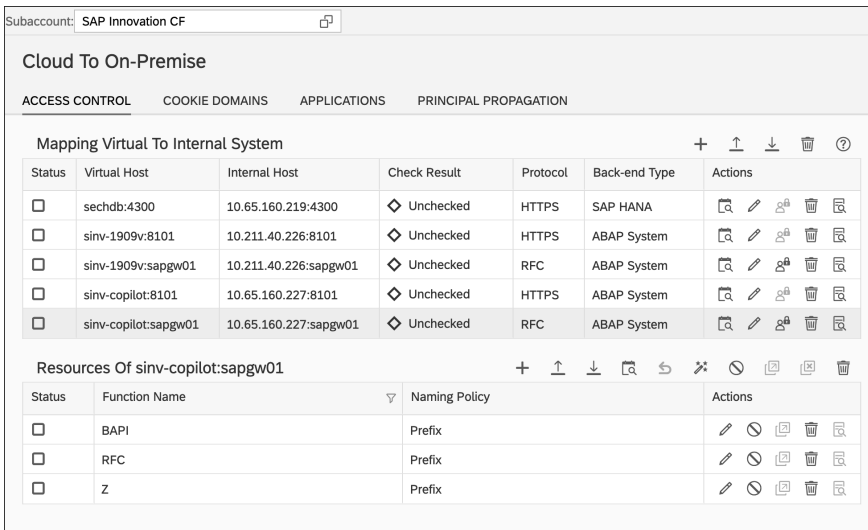 Subaccount: SAP Innovation CF
Cloud To On-Premise
ACCESS CONTROL COOKIE DOMAINS APPLICATIONS PRINCIPAL PROPAGATION
Mapping Virtual To Internal System
Status Virtual Host Internal Host Check Result Protocol Back-end Type Actions
sechdb:4300 10.65.160.219:4300 Unchecked HTTPS SAP HANA
sinv-1909v:8101 10.211.40.226:8101 Unchecked HTTPS ABAP System
sinv-1909v:sapgw01 10.211.40.226:sapgw01 Unchecked RFC ABAP System
sinv-copilot:8101 10.65.160.227:8101 Unchecked HTTPS ABAP System
sinv-copilot:sapgw01 10.65.160.227:sapgw01 Unchecked RFC ABAP System
Resources Of sinv-copilot:sapgw01
Status Function Name Naming Policy Actions
BAPI Prefix
RFC Prefix
Z Prefix